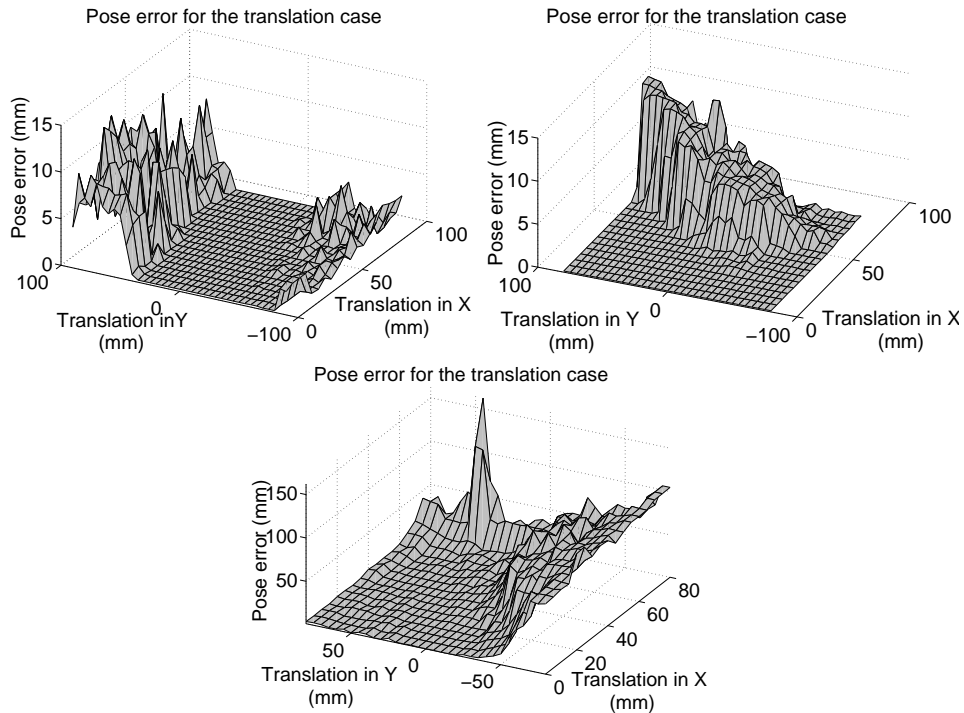 Pose error for the translation case
Pose error (mm)
15
10
5
0
100
0
−100
Translation inY
(mm)
0
50
100
Translation in X
(mm)
Pose error for the translation case
Pose error (mm)
15
10
5
0
100
0
−100
Translation in Y
(mm)
0
50
100
Translation in X
(mm)
Pose error for the translation case
Pose error (mm)
150
100
50
50
0
−50
Translation in Y
(mm)
0
20
40
60
80
Translation in X
(mm)